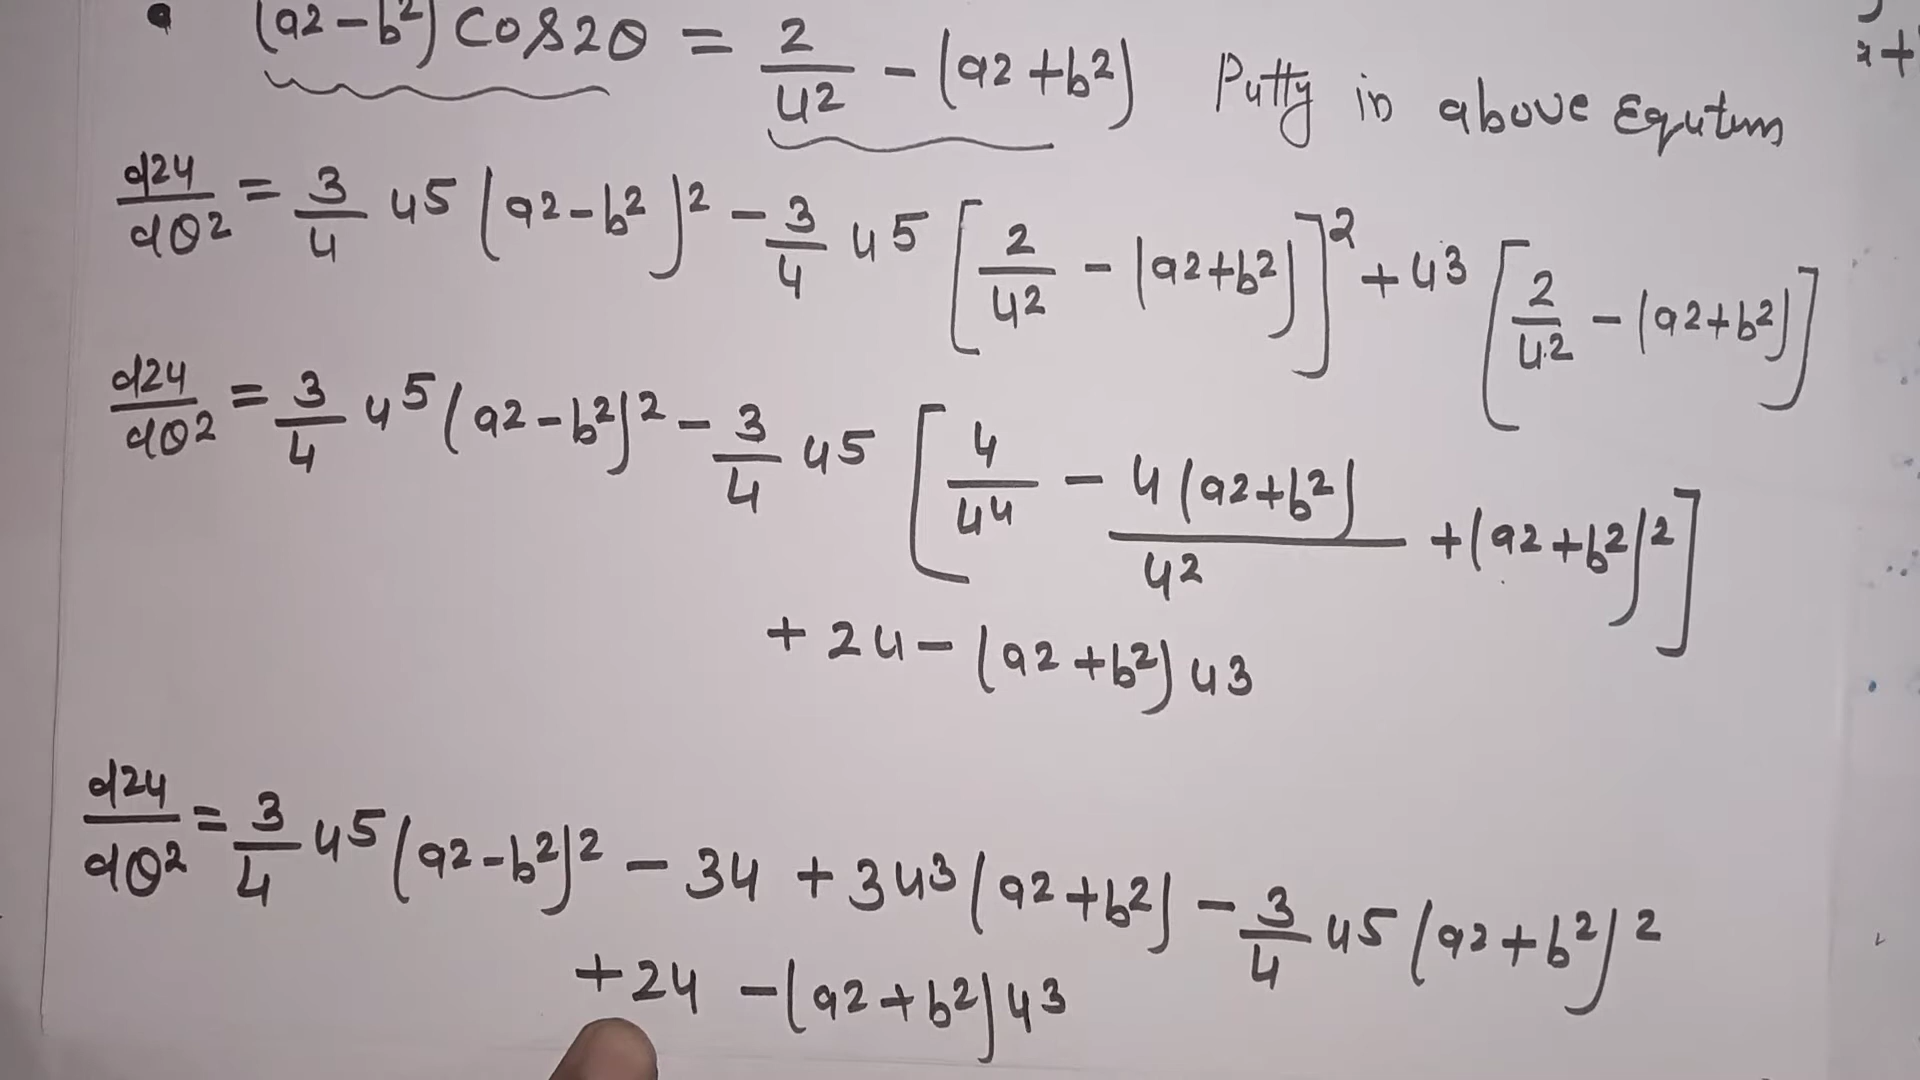 (a2-b²) Cos2θ = 2/u² - (a2+b²) Putty in above Equtum
d2u/dθ² = 3/4 u5 (a2-b²)² - 3/4 u5 [2/u² - (a2+b²)]² + u3 [2/u² - (a2+b²)]
d2u/dθ² = 3/4 u5 (a2-b²)² - 3/4 u5 [4/u4 - 4(a2+b²)/u² + (a2+b²)²]
+ 2u - (a2+b²) u3
d2u/dθ² = 3/4 u5 (a2-b²)² - 3u + 3u3 (a2+b²) - 3/4 u5 (a2+b²)²
+2u - (a2+b²) u3